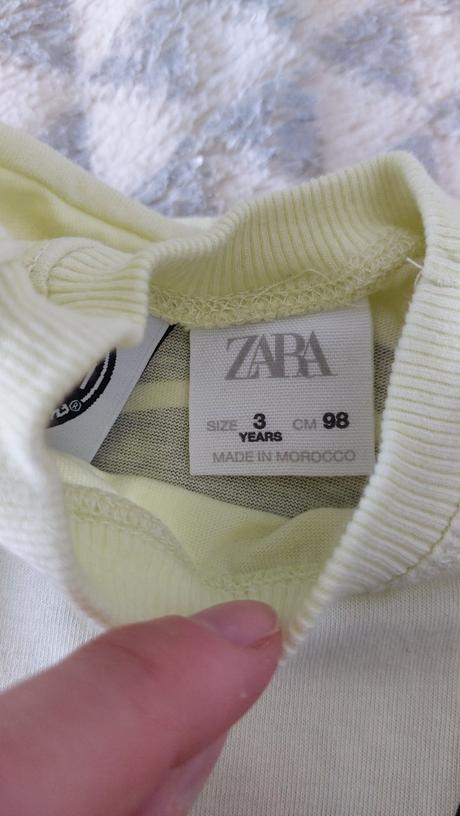 ZARA
SIZE 3 CM 98
YEARS
MADE IN MOROCCO